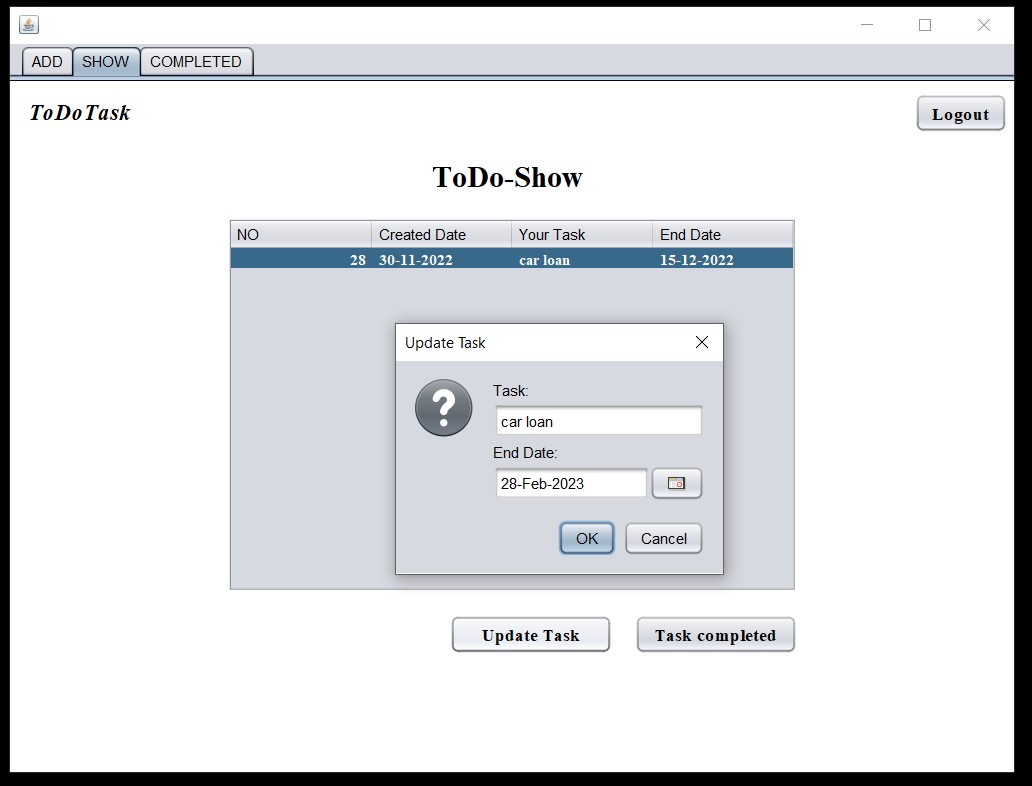 ADD SHOW COMPLETED
ToDoTask
Logout
ToDo-Show
NO Created Date Your Task End Date
28 30-11-2022 car loan 15-12-2022
Update Task
?
Task:
car loan
End Date:
28-Feb-2023
OK Cancel
Update Task Task completed